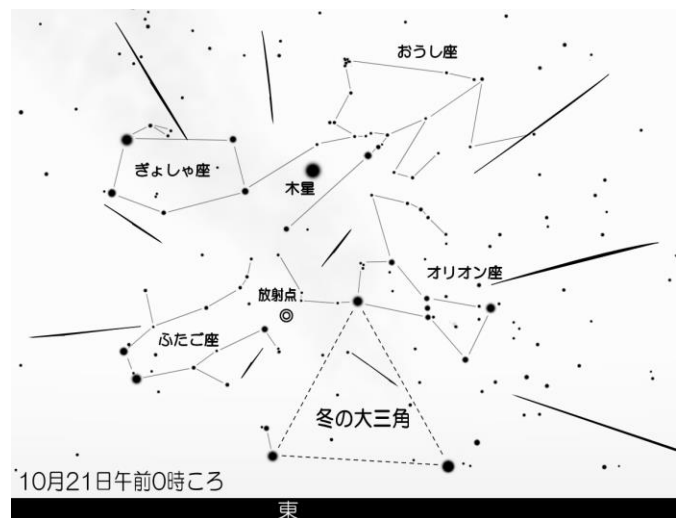 おうし座
ぎょしゃ座
木星
オリオン座
放射点
ふたご座
冬の大三角
10月21日午前0時ころ
東